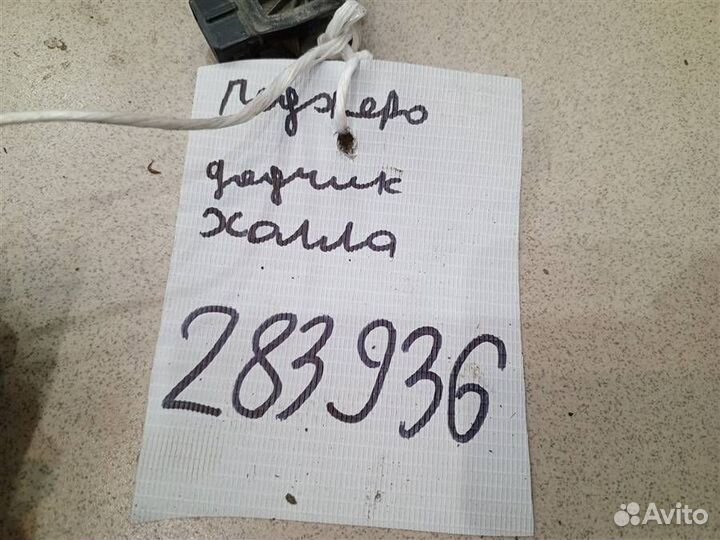 Паджеро
датчик
Холла
283936
Avito